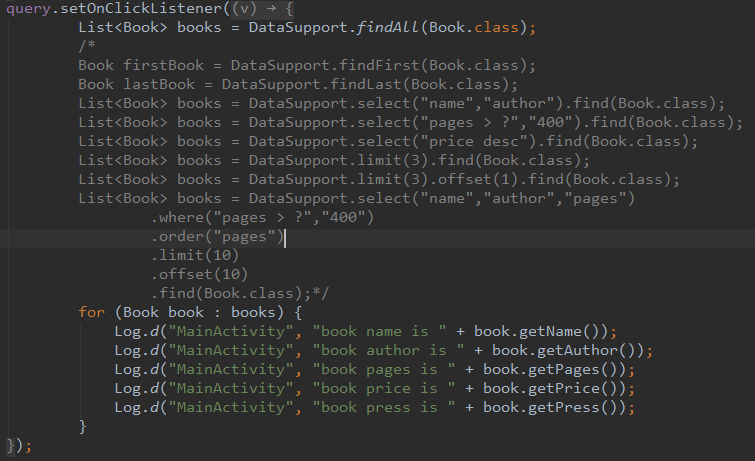 query.setOnClickListener((v) → {
        List<Book> books = DataSupport.findAll(Book.class);
        /*
        Book firstBook = DataSupport.findFirst(Book.class);
        Book lastBook = DataSupport.findLast(Book.class);
        List<Book> books = DataSupport.select("name","author").find(Book.class);
        List<Book> books = DataSupport.select("pages > ?","400").find(Book.class);
        List<Book> books = DataSupport.select("price desc").find(Book.class);
        List<Book> books = DataSupport.limit(3).find(Book.class);
        List<Book> books = DataSupport.limit(3).offset(1).find(Book.class);
        List<Book> books = DataSupport.select("name","author","pages")
                .where("pages > ?","400")
                .order("pages")
                .limit(10)
                .offset(10)
                .find(Book.class);*/
        for (Book book : books) {
            Log.d("MainActivity", "book name is " + book.getName());
            Log.d("MainActivity", "book author is " + book.getAuthor());
            Log.d("MainActivity", "book pages is " + book.getPages());
            Log.d("MainActivity", "book price is " + book.getPrice());
            Log.d("MainActivity", "book press is " + book.getPress());
        }
});